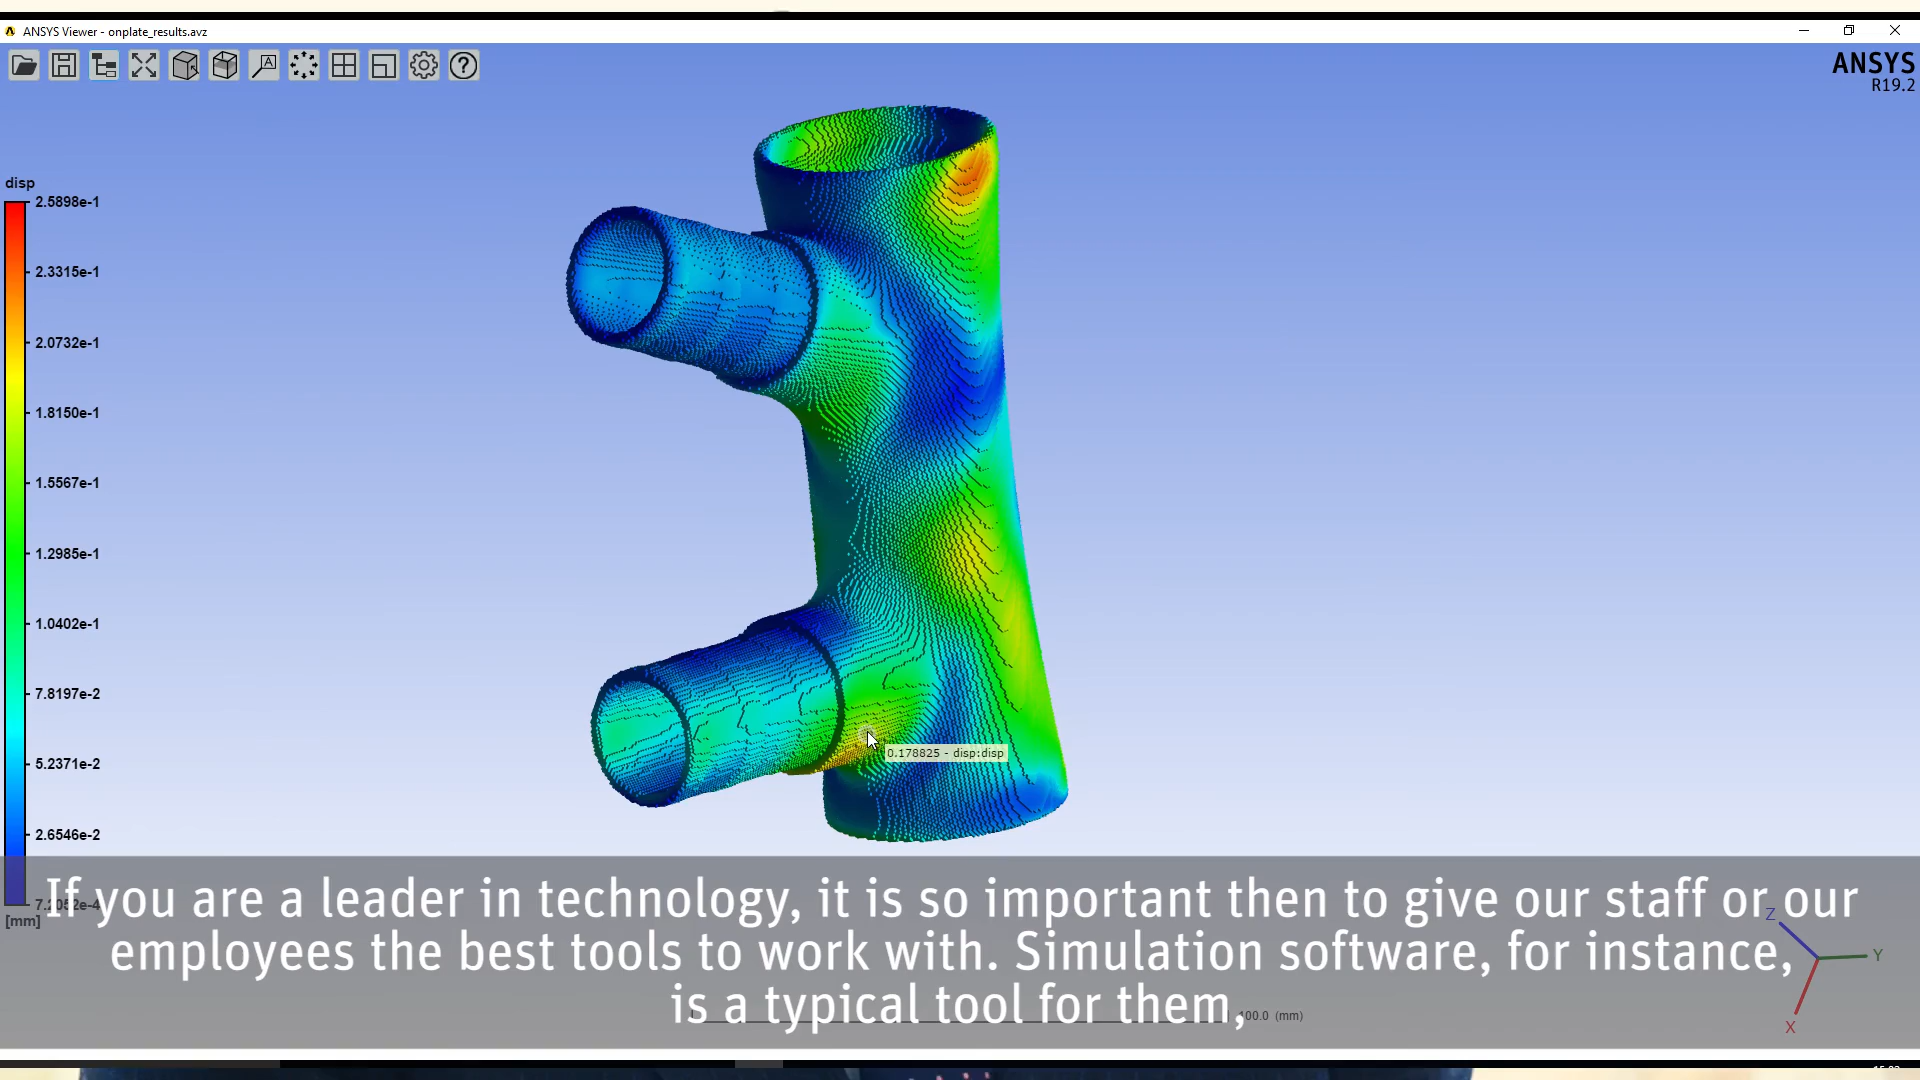 ANSYS Viewer - onplate_results.avz
ANSYS
R19.2
disp
2.5898e-1
2.3315e-1
2.0732e-1
1.8150e-1
1.5567e-1
1.2985e-1
1.0402e-1
7.8197e-2
5.2371e-2
2.6546e-2
[mm]
0.178825 - disp:disp
If you are a leader in technology, it is so important then to give our staff or our
employees the best tools to work with. Simulation software, for instance,
is a typical tool for them,
100.0 (mm)
Z
Y
X